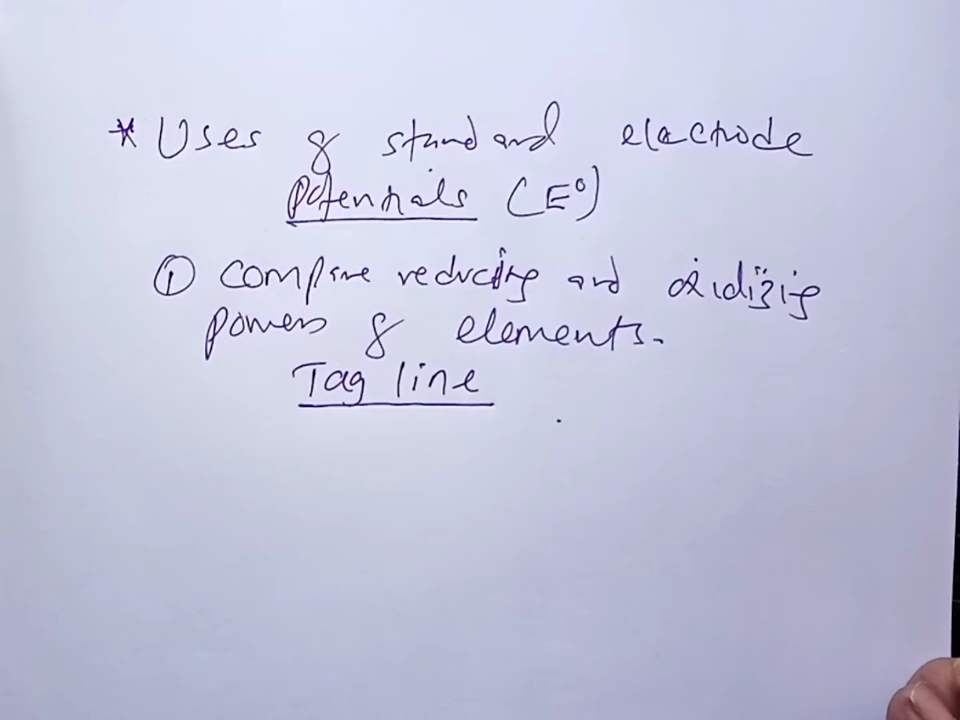 * Uses of standard electrode
potentials (E°)
① compare reducing and oxidizing
powers of elements.
Tag line